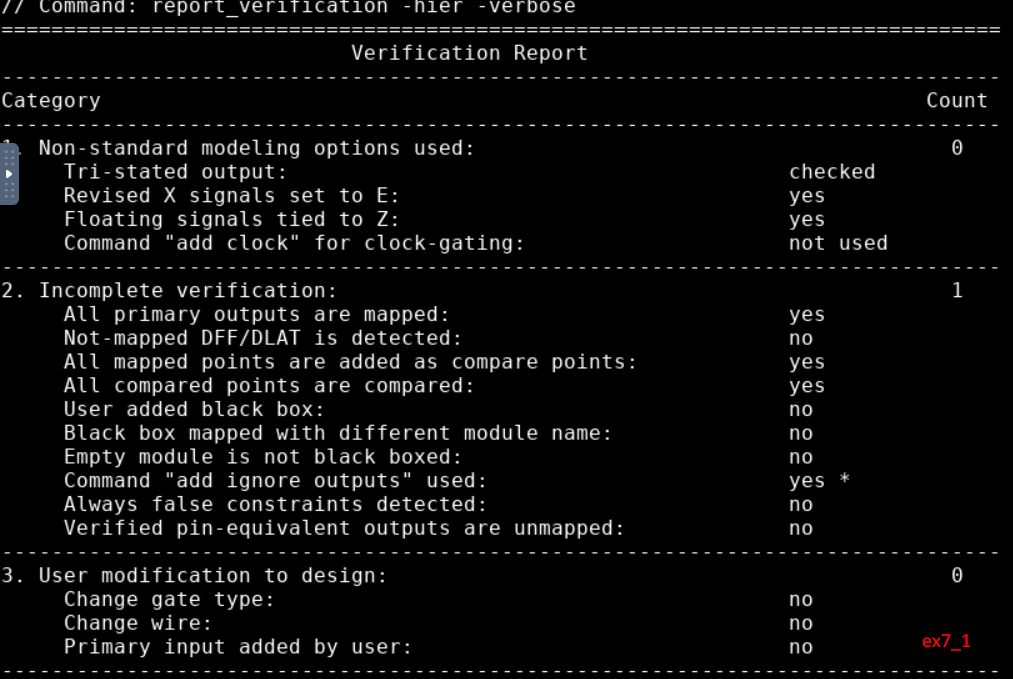 // Command: report_verification -hier -verbose
================================================================================
Verification Report
--------------------------------------------------------------------------------
Category Count
--------------------------------------------------------------------------------
1. Non-standard modeling options used: 0
Tri-stated output: checked
Revised X signals set to E: yes
Floating signals tied to Z: yes
Command "add clock" for clock-gating: not used
--------------------------------------------------------------------------------
2. Incomplete verification: 1
All primary outputs are mapped: yes
Not-mapped DFF/DLAT is detected: no
All mapped points are added as compare points: yes
All compared points are compared: yes
User added black box: no
Black box mapped with different module name: no
Empty module is not black boxed: no
Command "add ignore outputs" used: yes *
Always false constraints detected: no
Verified pin-equivalent outputs are unmapped: no
--------------------------------------------------------------------------------
3. User modification to design: 0
Change gate type: no
Change wire: no
Primary input added by user: no
ex7_1
--------------------------------------------------------------------------------